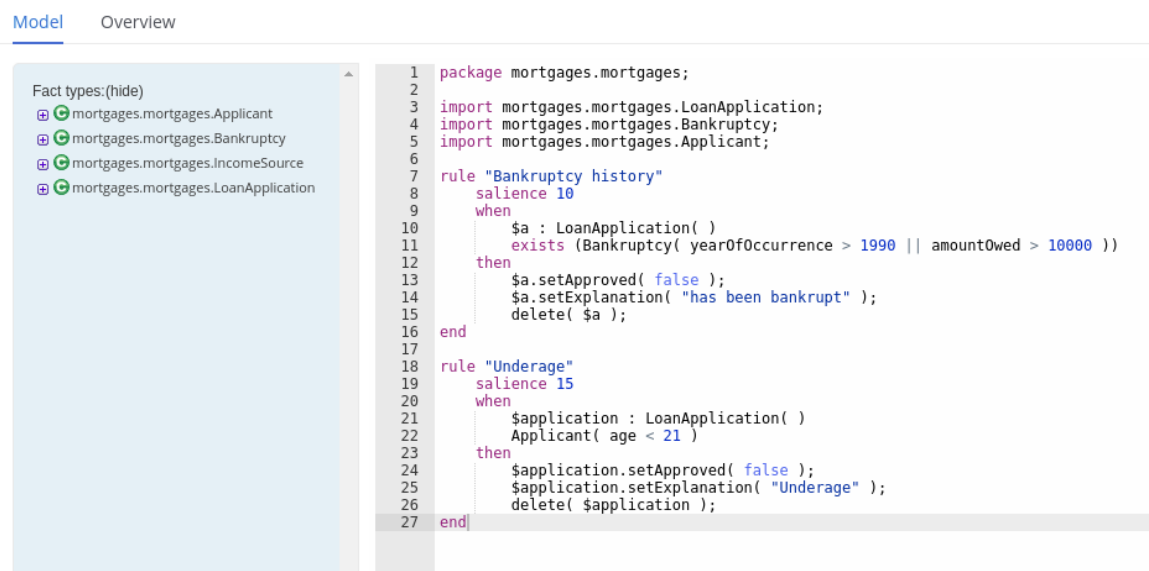 Model Overview
Fact types:(hide)
mortgages.mortgages.Applicant
mortgages.mortgages.Bankruptcy
mortgages.mortgages.IncomeSource
mortgages.mortgages.LoanApplication
1 package mortgages.mortgages;
2
3 import mortgages.mortgages.LoanApplication;
4 import mortgages.mortgages.Bankruptcy;
5 import mortgages.mortgages.Applicant;
6
7 rule "Bankruptcy history"
8     salience 10
9     when
10         $a : LoanApplication( )
11         exists (Bankruptcy( yearOfOccurrence > 1990 || amountOwed > 10000 ))
12     then
13         $a.setApproved( false );
14         $a.setExplanation( "has been bankrupt" );
15         delete( $a );
16 end
17
18 rule "Underage"
19     salience 15
20     when
21         $application : LoanApplication( )
22         Applicant( age < 21 )
23     then
24         $application.setApproved( false );
25         $application.setExplanation( "Underage" );
26         delete( $application );
27 end